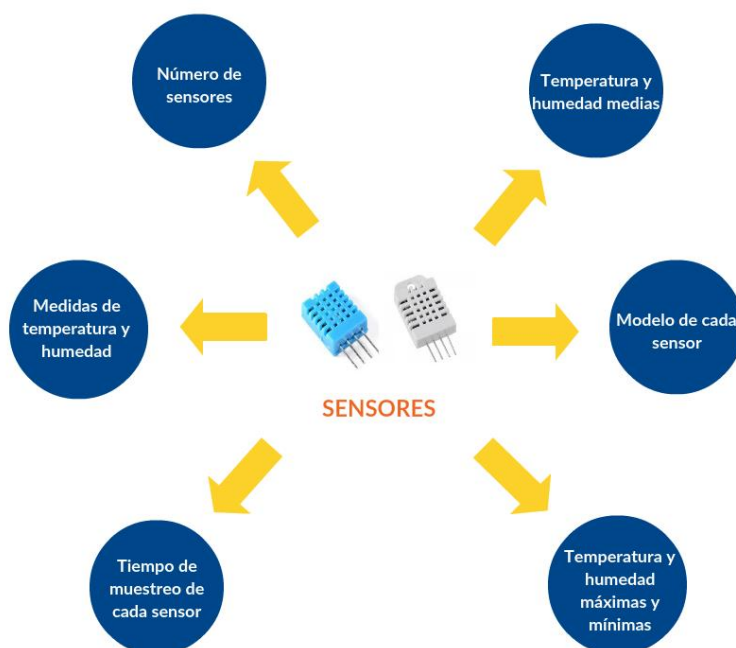 Número de
sensores
Temperatura y
humedad medias
Medidas de
temperatura y
humedad
Modelo de cada
sensor
SENSORES
Tiempo de
muestreo de
cada sensor
Temperatura y
humedad
máximas y
mínimas